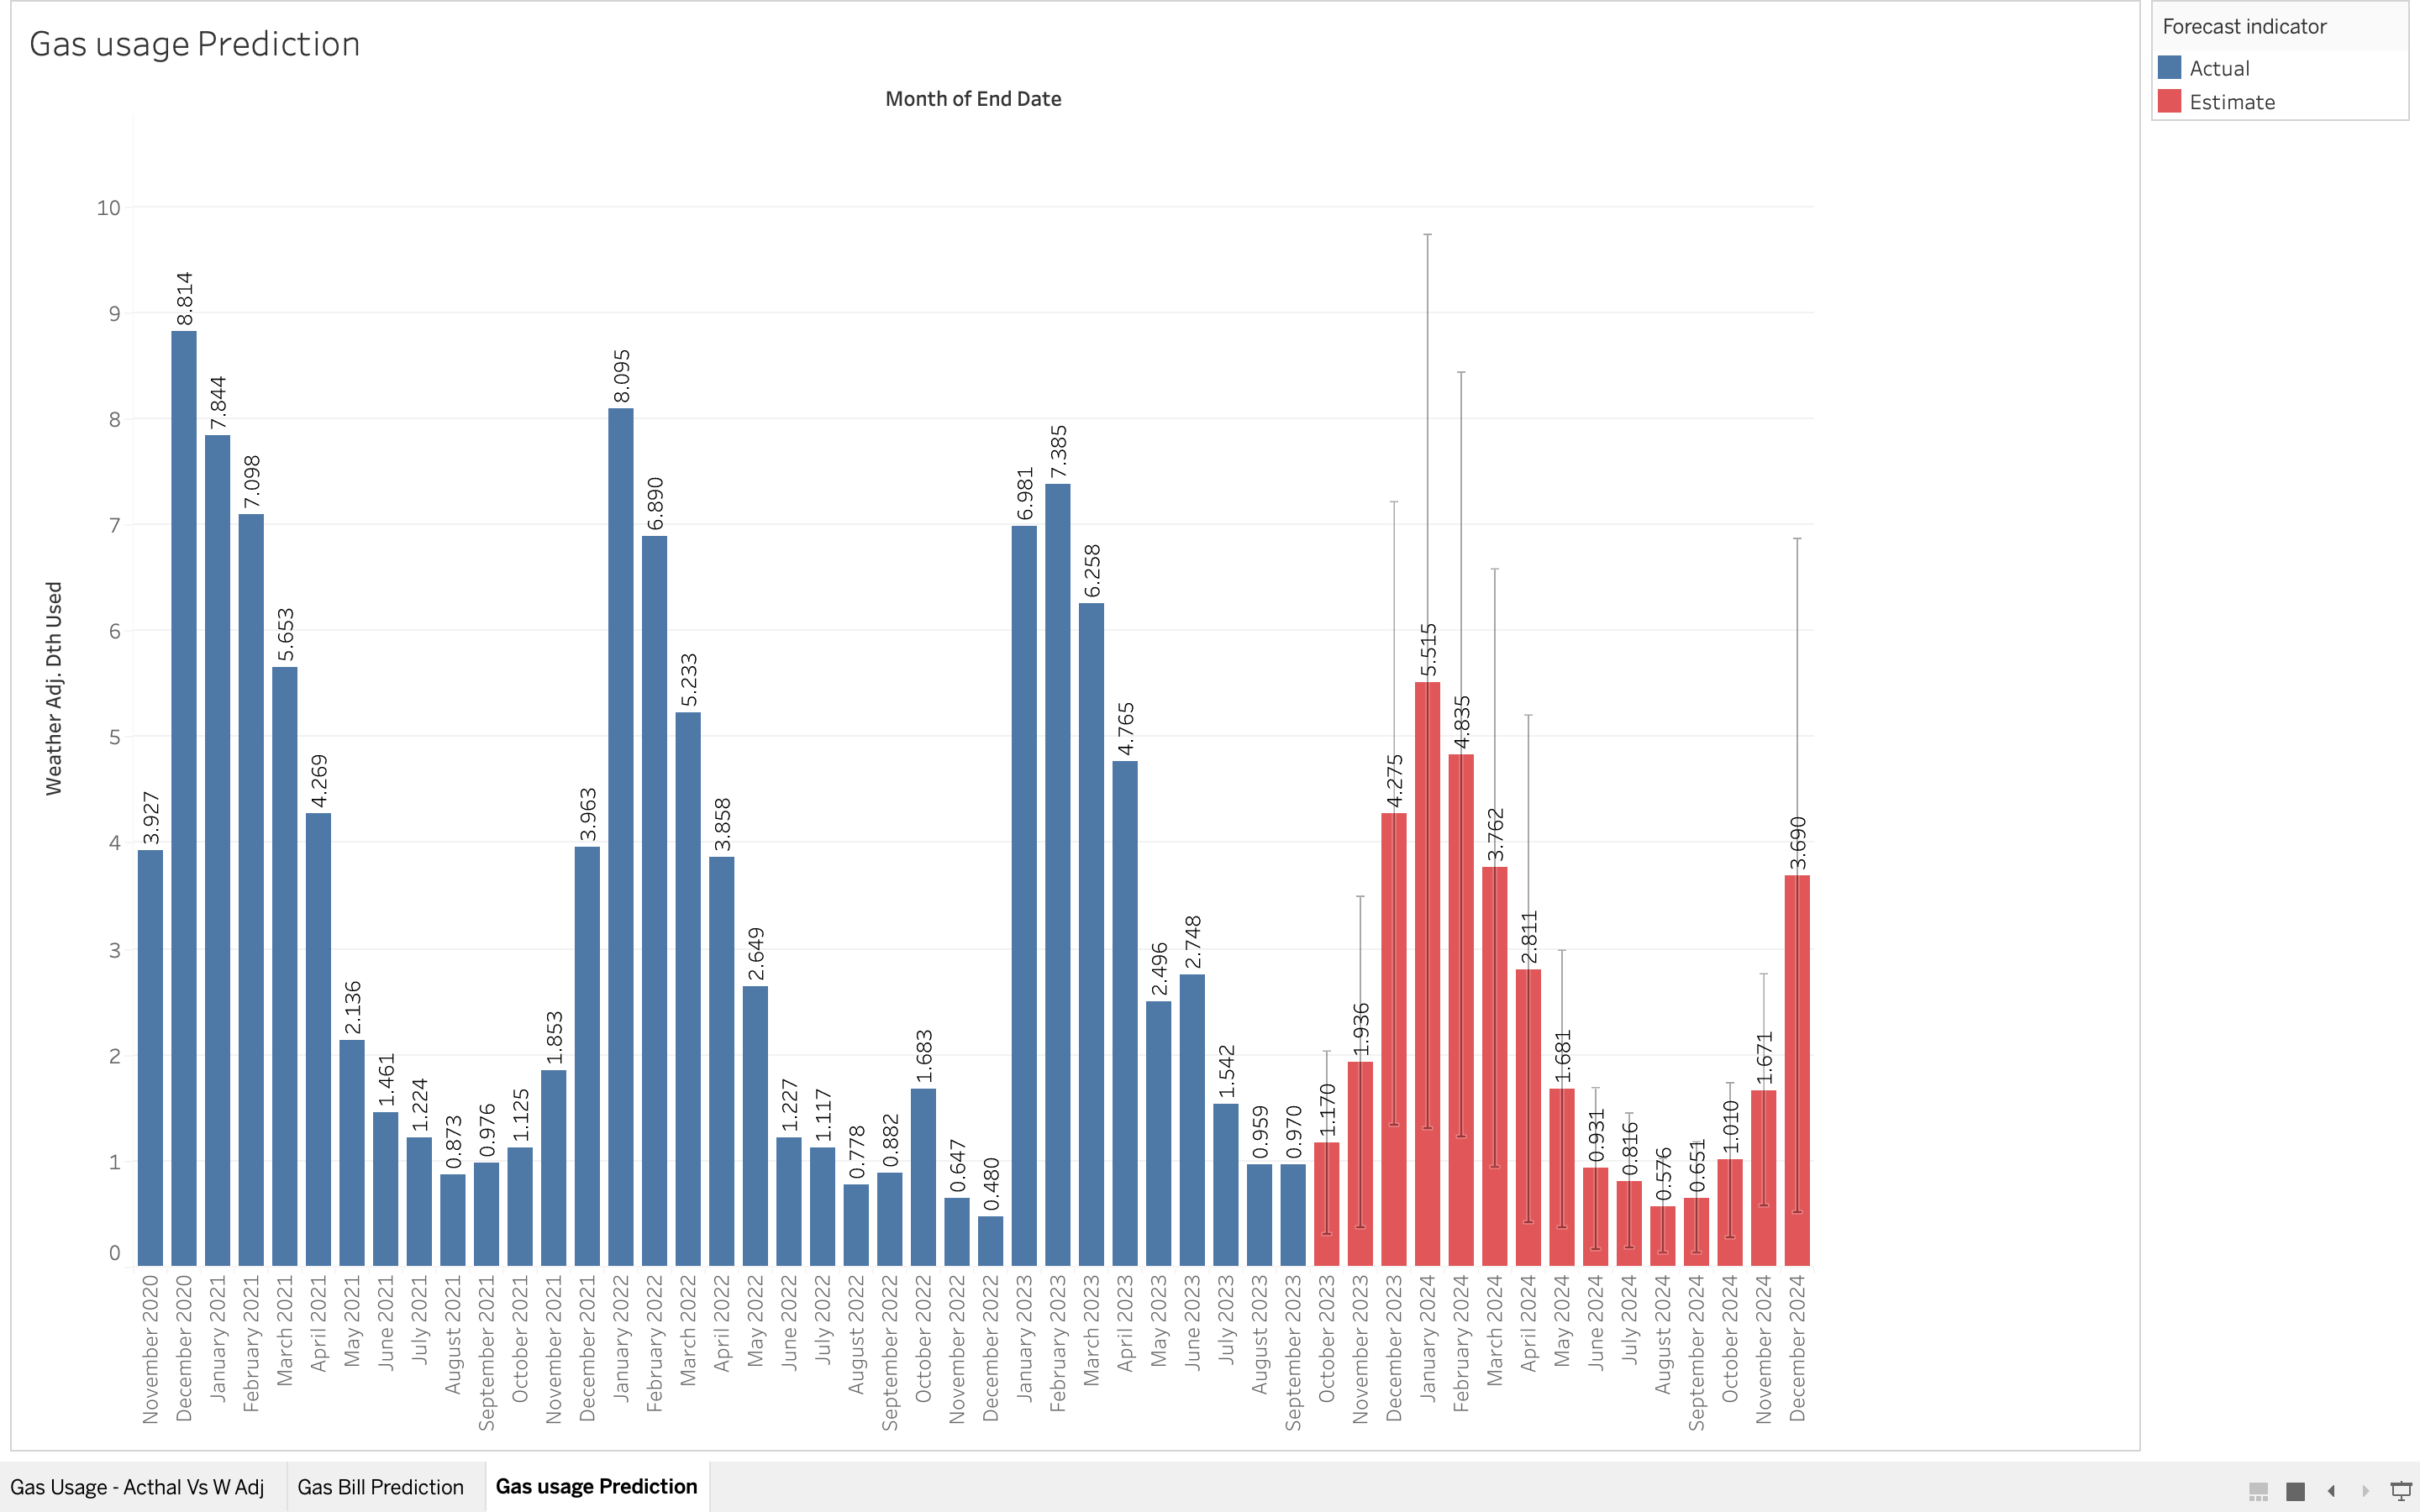 Gas usage Prediction
Forecast indicator
Actual
Estimate
Month of End Date
Weather Adj. Dth Used
10
9
8
7
6
5
4
3
2
1
0
3.927
8.814
7.844
7.098
5.653
4.269
2.136
1.461
1.224
0.873
0.976
1.125
1.853
3.963
8.095
6.890
5.233
3.858
2.649
1.227
1.117
0.778
0.882
1.683
0.647
0.480
6.981
7.385
6.258
4.765
2.496
2.748
1.542
0.959
0.970
1.170
1.936
4.275
5.515
4.835
3.762
2.811
1.681
0.931
0.816
0.576
0.651
1.010
1.671
3.690
November 2020
December 2020
January 2021
February 2021
March 2021
April 2021
May 2021
June 2021
July 2021
August 2021
September 2021
October 2021
November 2021
December 2021
January 2022
February 2022
March 2022
April 2022
May 2022
June 2022
July 2022
August 2022
September 2022
October 2022
November 2022
December 2022
January 2023
February 2023
March 2023
April 2023
May 2023
June 2023
July 2023
August 2023
September 2023
October 2023
November 2023
December 2023
January 2024
February 2024
March 2024
April 2024
May 2024
June 2024
July 2024
August 2024
September 2024
October 2024
November 2024
December 2024
Gas Usage - Acthal Vs W Adj
Gas Bill Prediction
Gas usage Prediction